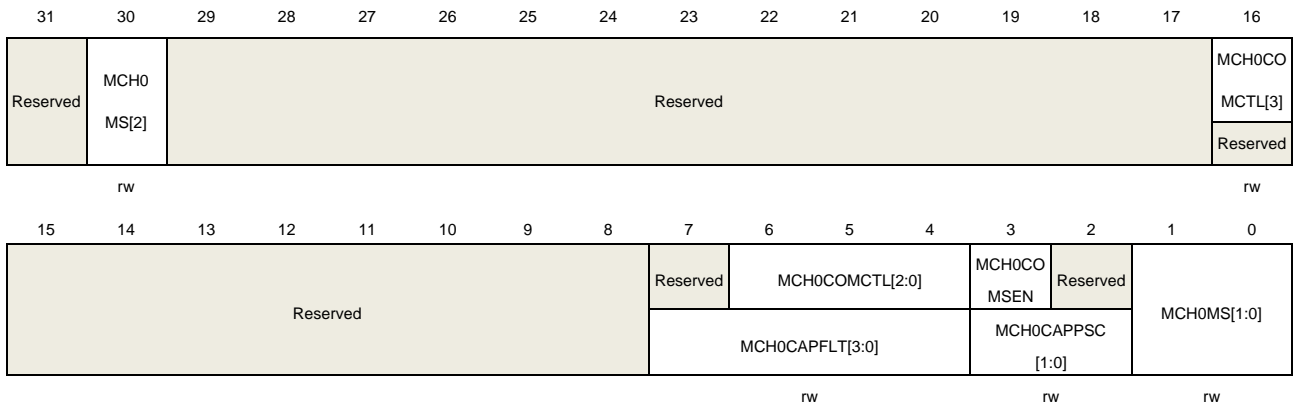 31 30 29 28 27 26 25 24 23 22 21 20 19 18 17 16
Reserved
MCH0
MS[2]
Reserved
MCH0CO
MCTL[3]
Reserved
rw rw
15 14 13 12 11 10 9 8 7 6 5 4 3 2 1 0
Reserved
Reserved
MCH0COMCTL[2:0]
MCH0CO
MSEN
Reserved
MCH0MS[1:0]
MCH0CAPFLT[3:0]
MCH0CAPPSC
[1:0]
rw rw rw